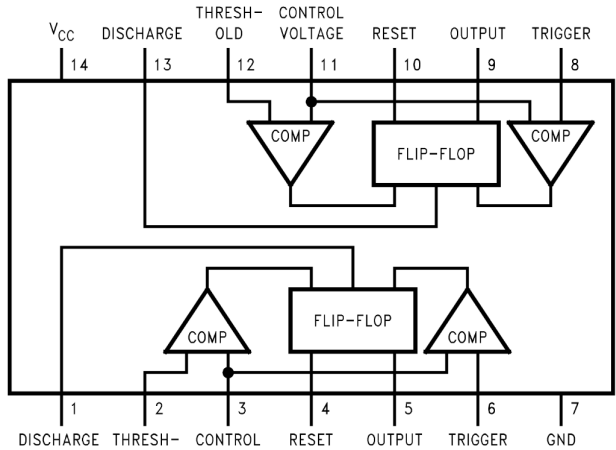 THRESH- CONTROL
V_CC DISCHARGE OLD VOLTAGE RESET OUTPUT TRIGGER
14 13 12 11 10 9 8
COMP COMP
FLIP-FLOP
FLIP-FLOP
COMP COMP
1 2 3 4 5 6 7
DISCHARGE THRESH- CONTROL RESET OUTPUT TRIGGER GND